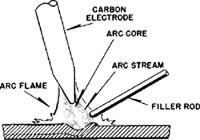 CARBON
ELECTRODE
ARC CORE
ARC STREAM
ARC FLAME
FILLER ROD